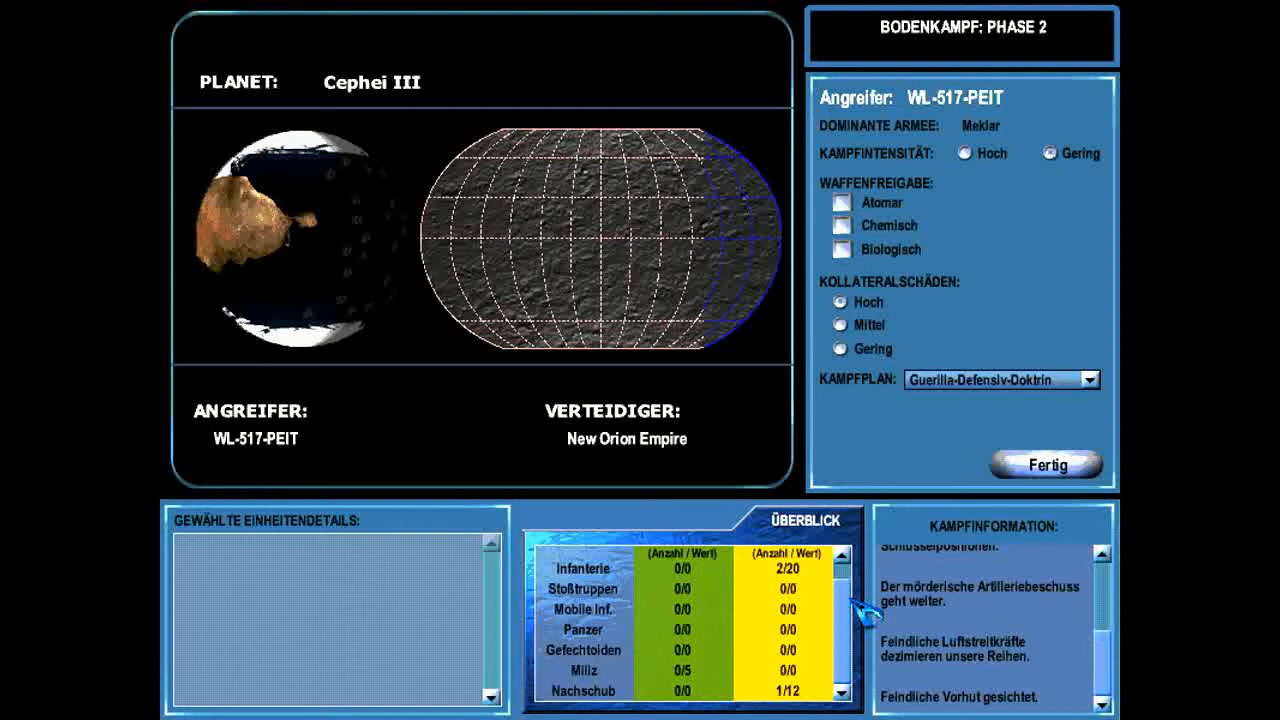 BODENKAMPF: PHASE 2
PLANET: Cephei III
ANGREIFER: VERTEIDIGER:
WL-517-PEIT New Orion Empire
Angreifer: WL-517-PEIT
DOMINANTE ARMEE: Meklar
KAMPFINTENSITÄT: Hoch Gering
WAFFENFREIGABE:
Atomar
Chemisch
Biologisch
KOLLATERALSCHÄDEN:
Hoch
Mittel
Gering
KAMPFPLAN: Guerilla-Defensiv-Doktrin
Fertig
GEWÄHLTE EINHEITENDETAILS:
ÜBERBLICK
(Anzahl / Wert) (Anzahl / Wert)
Infanterie 0/0 2/20
Stoßtruppen 0/0 0/0
Mobile Inf. 0/0 0/0
Panzer 0/0 0/0
Gefechtoiden 0/0 0/0
Miliz 0/5 0/0
Nachschub 0/0 1/12
KAMPFINFORMATION:
Schlüsselpositionen.
Der mörderische Artilleriebeschuss
geht weiter.
Feindliche Luftstreitkräfte
dezimieren unsere Reihen.
Feindliche Vorhut gesichtet.